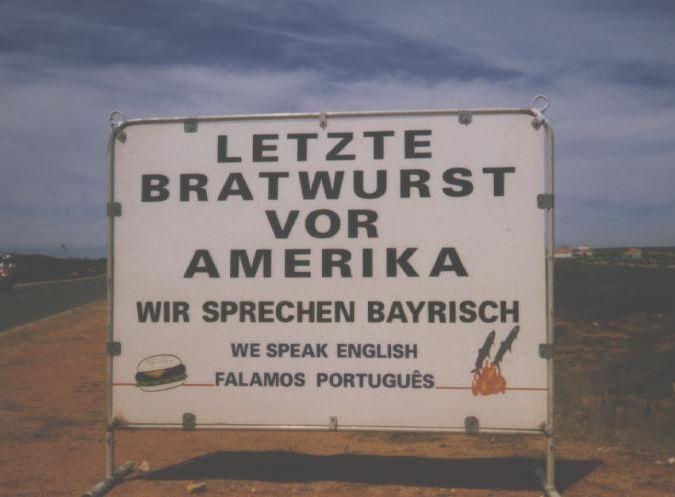 LETZTE
BRATWURST
VOR
AMERIKA
WIR SPRECHEN BAYRISCH
WE SPEAK ENGLISH
FALAMOS PORTUGUÊS